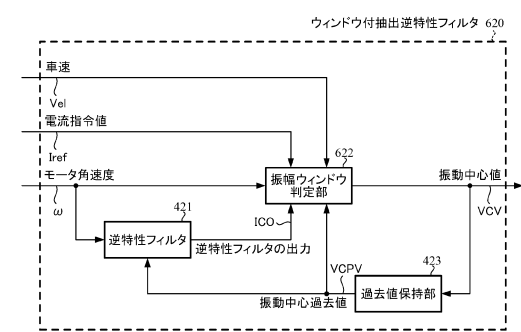 ウィンドウ付抽出逆特性フィルタ 620
車速
Vel
電流指令値
Iref
622
モータ角速度
ω
振幅ウィンドウ
判定部
振動中心値
VCV
421
ICO
逆特性フィルタ
逆特性フィルタの出力
VCPV
423
振動中心過去値
過去値保持部